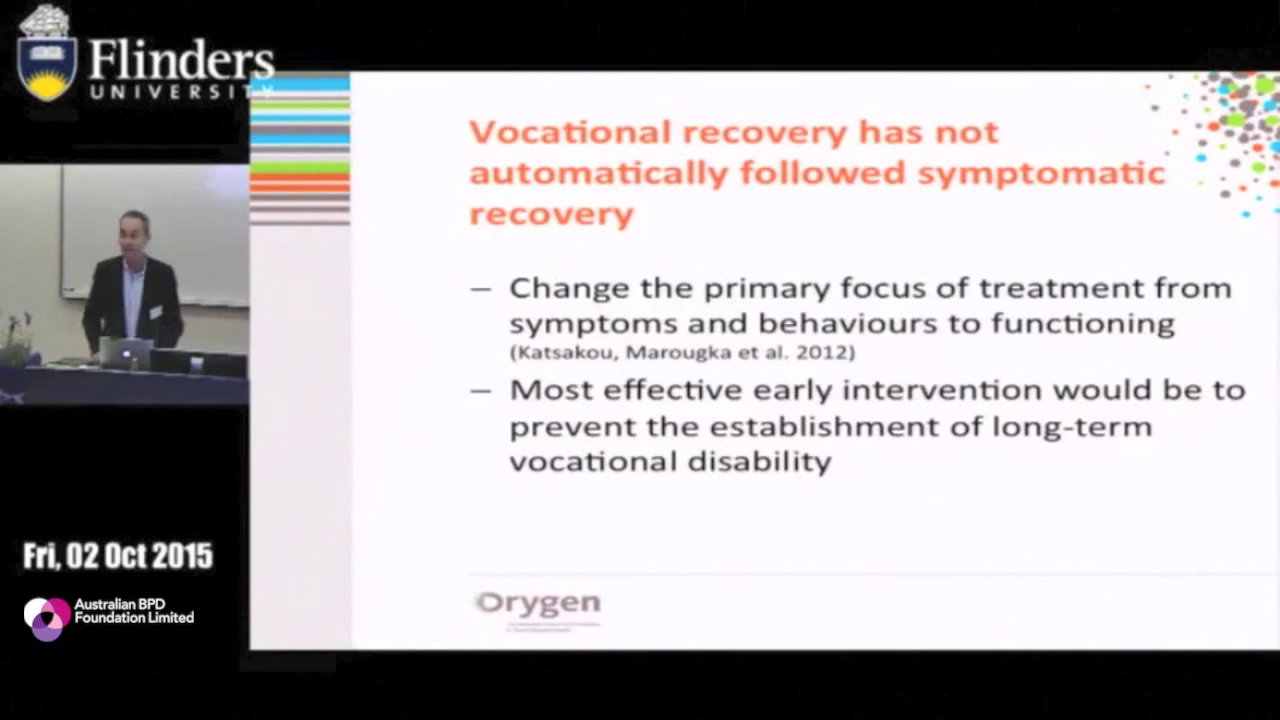 Flinders
UNIVERSITY
Vocational recovery has not
automatically followed symptomatic
recovery
– Change the primary focus of treatment from
symptoms and behaviours to functioning
(Katsakou, Marougka et al. 2012)
– Most effective early intervention would be to
prevent the establishment of long-term
vocational disability
Fri, 02 Oct 2015
Australian BPD
Foundation Limited
Orygen